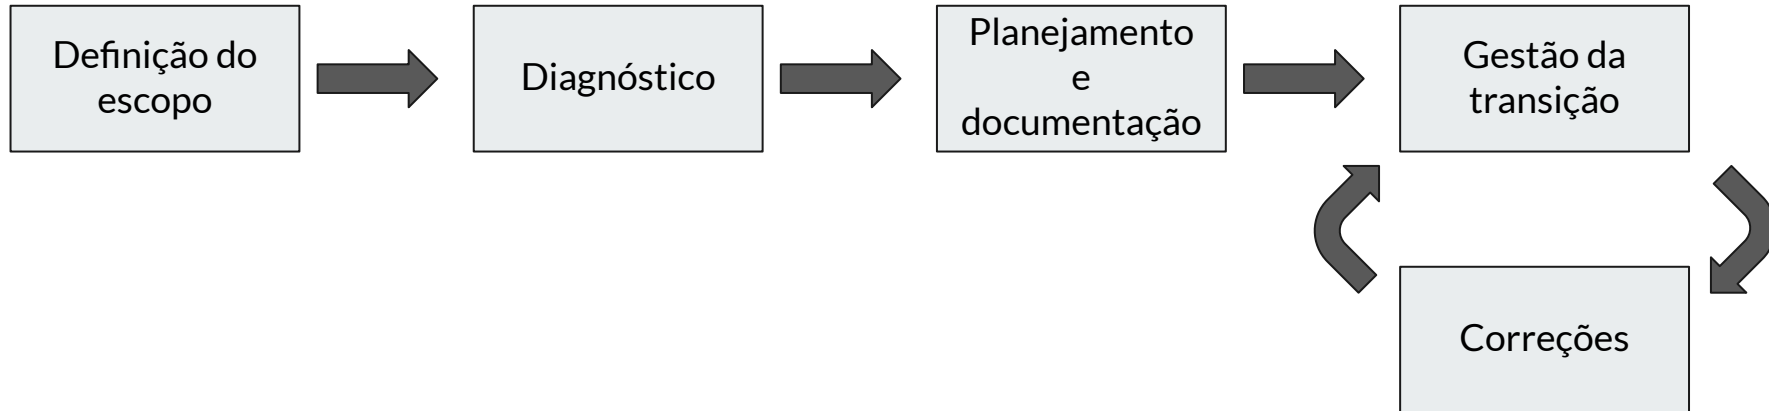 Definição do
escopo
Diagnóstico
Planejamento
e
documentação
Gestão da
transição
Correções